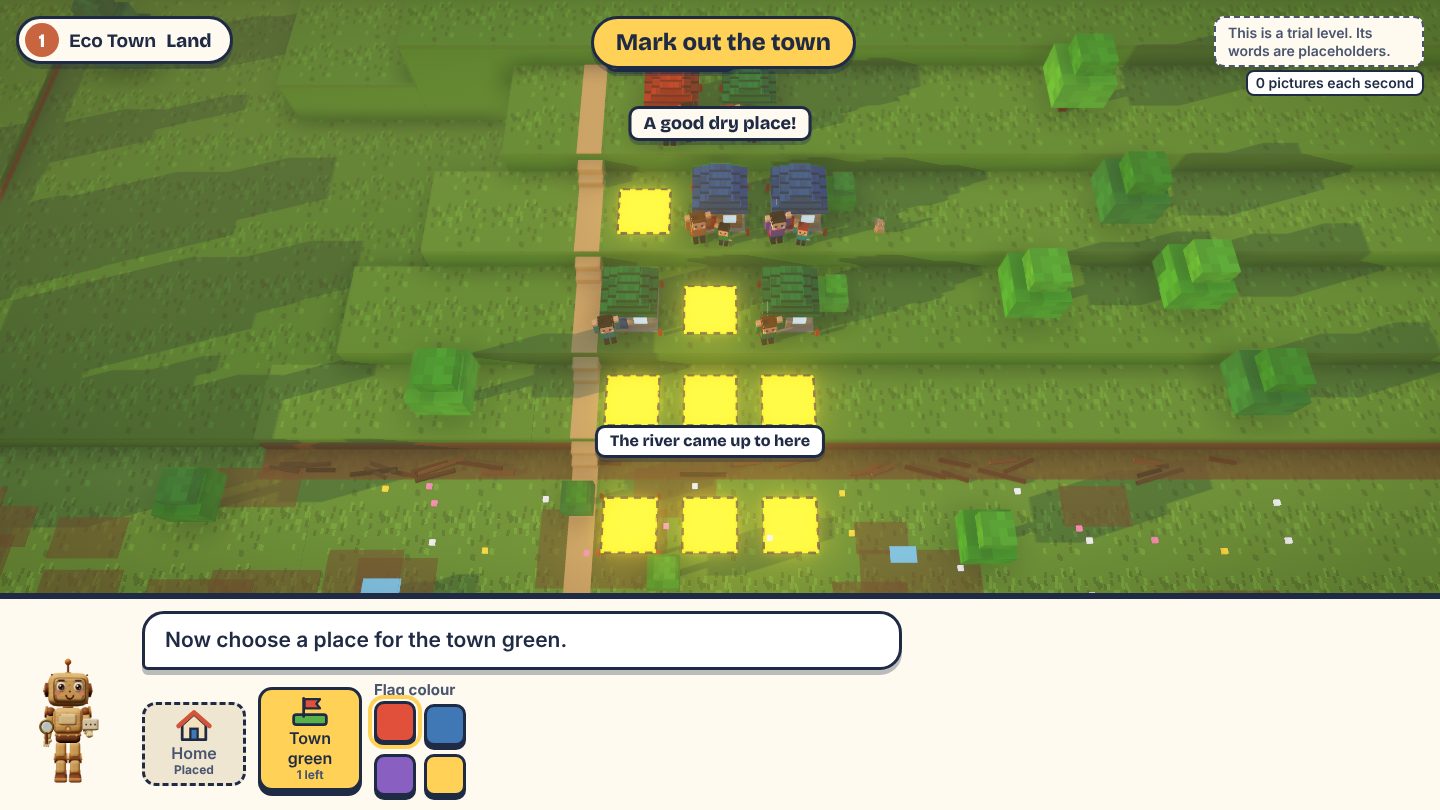 1 Eco Town Land
Mark out the town
This is a trial level. Its
words are placeholders.
0 pictures each second
A good dry place!
The river came up to here
Now choose a place for the town green.
Home
Placed
Town
green
1 left
Flag colour